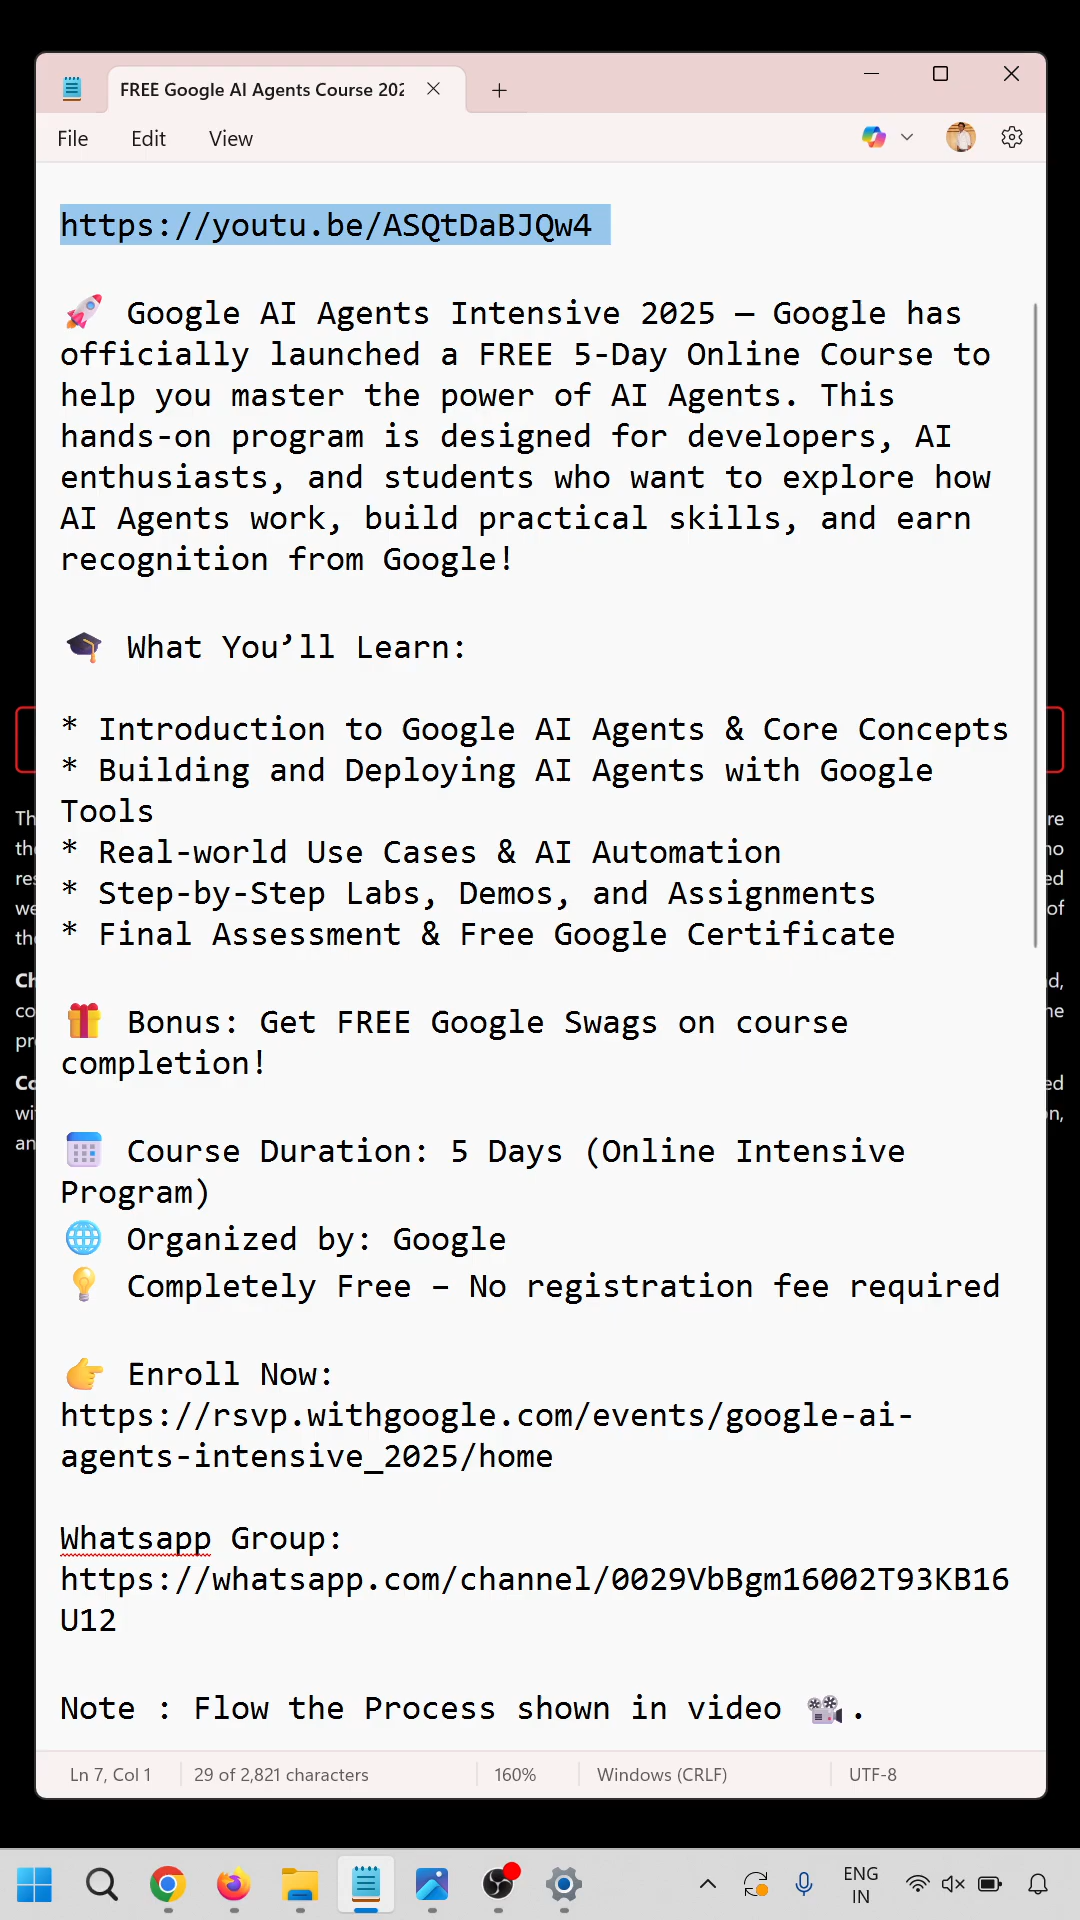 FREE Google AI Agents Course 202
File Edit View
https://youtu.be/ASQtDaBJQw4
🚀 Google AI Agents Intensive 2025 — Google has
officially launched a FREE 5-Day Online Course to
help you master the power of AI Agents. This
hands-on program is designed for developers, AI
enthusiasts, and students who want to explore how
AI Agents work, build practical skills, and earn
recognition from Google!
🎓 What You’ll Learn:
* Introduction to Google AI Agents & Core Concepts
* Building and Deploying AI Agents with Google
Tools
* Real-world Use Cases & AI Automation
* Step-by-Step Labs, Demos, and Assignments
* Final Assessment & Free Google Certificate
🎁 Bonus: Get FREE Google Swags on course
completion!
📅 Course Duration: 5 Days (Online Intensive
Program)
🌐 Organized by: Google
💡 Completely Free – No registration fee required
👉 Enroll Now:
https://rsvp.withgoogle.com/events/google-ai-
agents-intensive_2025/home
Whatsapp Group:
https://whatsapp.com/channel/0029VbBgm16002T93KB16
U12
Note : Flow the Process shown in video 📽️.
Ln 7, Col 1 29 of 2,821 characters 160% Windows (CRLF) UTF-8
ENG
IN